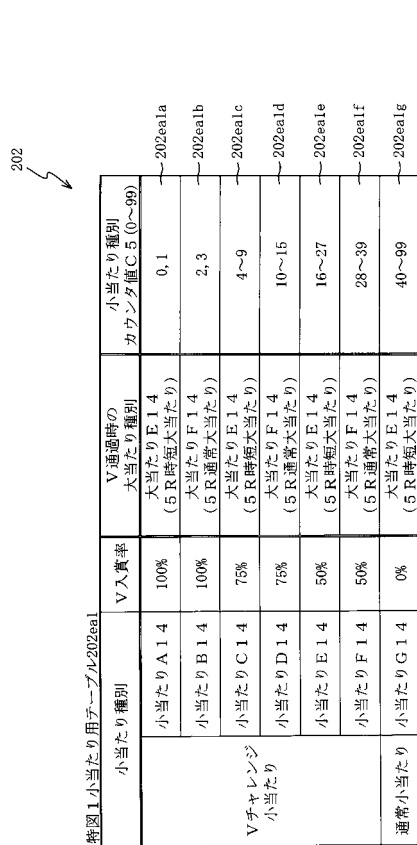 202
特図1小当たり用テーブル202ea1
小当たり種別
V入賞率
V通過時の
大当たり種別
小当たり種別
カウンタ値C5(0~99)
Vチャレンジ
小当たり
小当たりA14
100%
大当たりE14
(5R時短大当たり)
0,1
202ea1a
小当たりB14
100%
大当たりF14
(5R通常大当たり)
2,3
202ea1b
小当たりC14
75%
大当たりE14
(5R時短大当たり)
4~9
202ea1c
小当たりD14
75%
大当たりF14
(5R通常大当たり)
10~15
202ea1d
小当たりE14
50%
大当たりE14
(5R時短大当たり)
16~27
202ea1e
小当たりF14
50%
大当たりF14
(5R通常大当たり)
28~39
202ea1f
通常小当たり
小当たりG14
0%
大当たりE14
(5R時短大当たり)
40~99
202ea1g